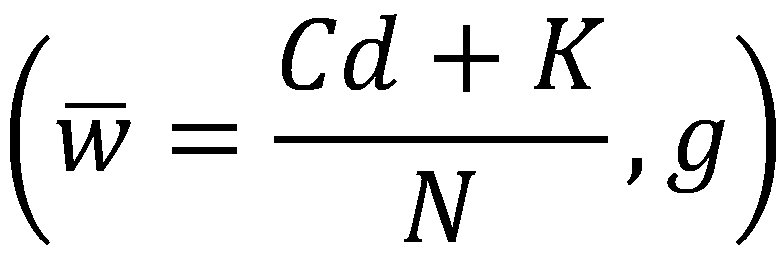 (w̅ = (Cd + K) / N , g)